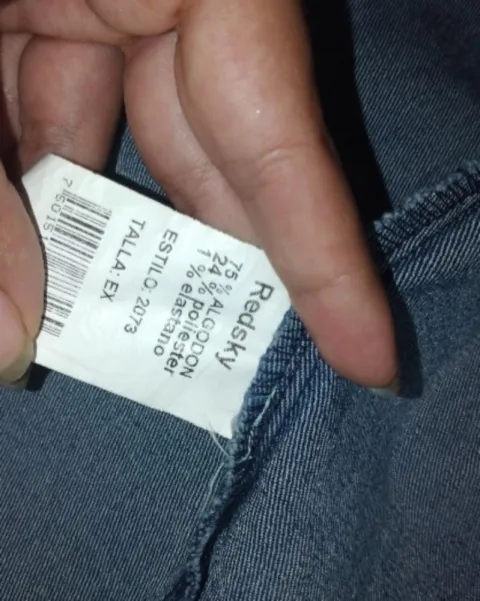 Redsky
75% ALGODON
24% poliester
1% elastano
ESTILO: 2073
TALLA: EX